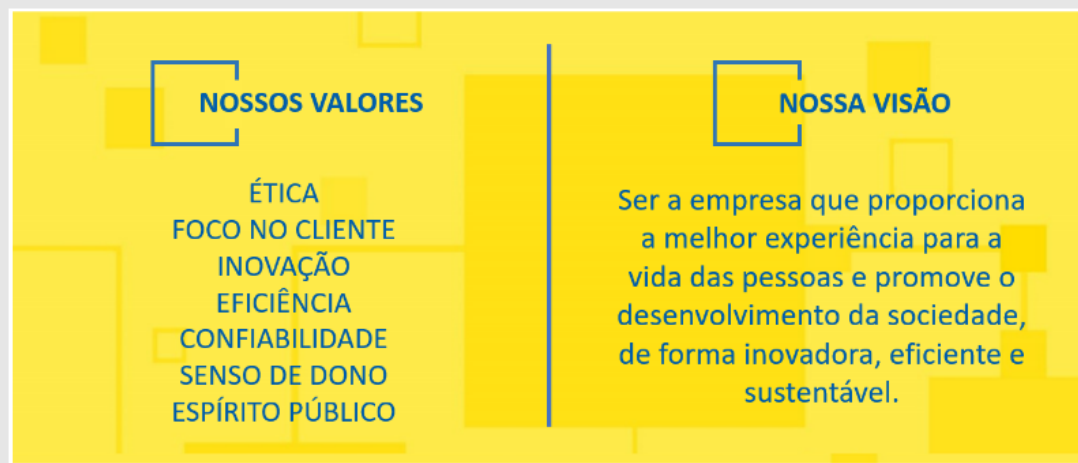 NOSSOS VALORES
ÉTICA
FOCO NO CLIENTE
INOVAÇÃO
EFICIÊNCIA
CONFIABILIDADE
SENSO DE DONO
ESPÍRITO PÚBLICO
NOSSA VISÃO
Ser a empresa que proporciona
a melhor experiência para a
vida das pessoas e promove o
desenvolvimento da sociedade,
de forma inovadora, eficiente e
sustentável.